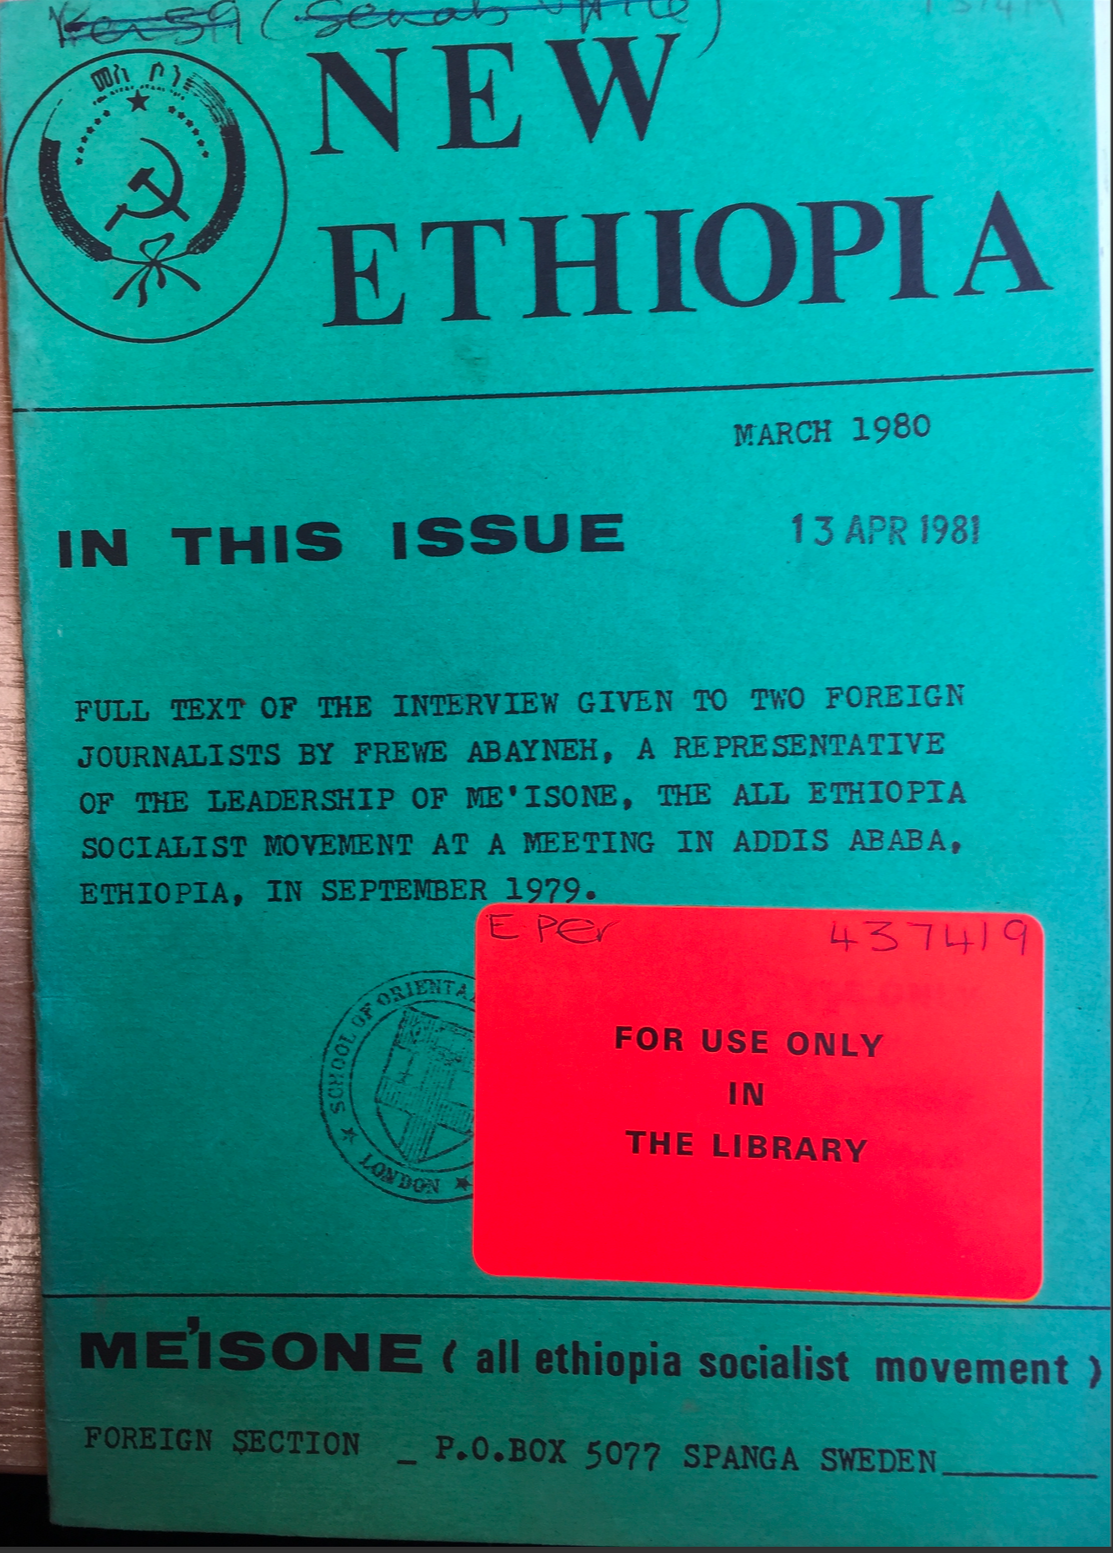 NEW
ETHIOPIA
MARCH 1980
IN THIS ISSUE
13 APR 1981
FULL TEXT OF THE INTERVIEW GIVEN TO TWO FOREIGN
JOURNALISTS BY FREWE ABAYNEH, A REPRESENTATIVE
OF THE LEADERSHIP OF ME'ISONE, THE ALL ETHIOPIA
SOCIALIST MOVEMENT AT A MEETING IN ADDIS ABABA,
ETHIOPIA, IN SEPTEMBER 1979.
E Per 437419
SCHOOL OF ORIENTA
LONDON
FOR USE ONLY
IN
THE LIBRARY
ME'ISONE ( all ethiopia socialist movement )
FOREIGN SECTION _ P.O.BOX 5077 SPANGA SWEDEN